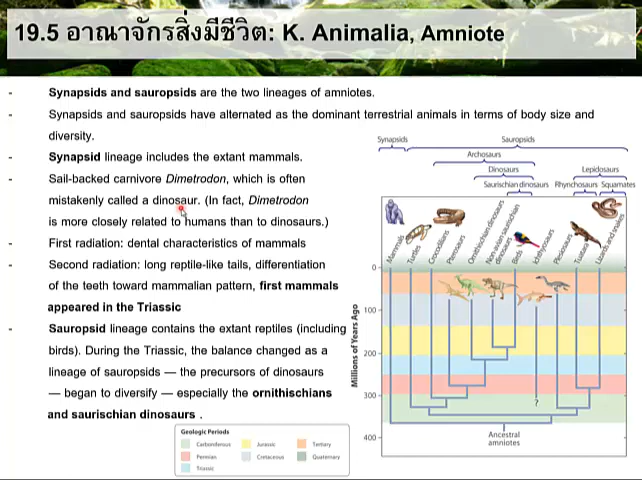 19.5 อาณาจักรสิ่งมีชีวิต: K. Animalia, Amniote
- Synapsids and sauropsids are the two lineages of amniotes.
- Synapsids and sauropsids have alternated as the dominant terrestrial animals in terms of body size and
diversity.
- Synapsid lineage includes the extant mammals.
- Sail-backed carnivore Dimetrodon, which is often
mistakenly called a dinosaur. (In fact, Dimetrodon
is more closely related to humans than to dinosaurs.)
- First radiation: dental characteristics of mammals
- Second radiation: long reptile-like tails, differentiation
of the teeth toward mammalian pattern, first mammals
appeared in the Triassic
- Sauropsid lineage contains the extant reptiles (including
birds). During the Triassic, the balance changed as a
lineage of sauropsids — the precursors of dinosaurs
— began to diversify — especially the ornithischians
and saurischian dinosaurs .
Synapsids
Sauropsids
Archosaurs
Dinosaurs
Lepidosaurs
Saurischian dinosaurs
Rhynchosaurs
Squamates
Mammals
Turtles
Crocodilians
Pterosaurs
Ornithischian dinosaurs
Non-avian saurischian
dinosaurs
Birds
Ichthyosaurs
Plesiosaurs
Tuatara
Lizards and snakes
Millions of Years Ago
0
100
200
300
400
?
Ancestral
amniotes
Geologic Periods
Carboniferous
Jurassic
Tertiary
Permian
Cretaceous
Quaternary
Triassic